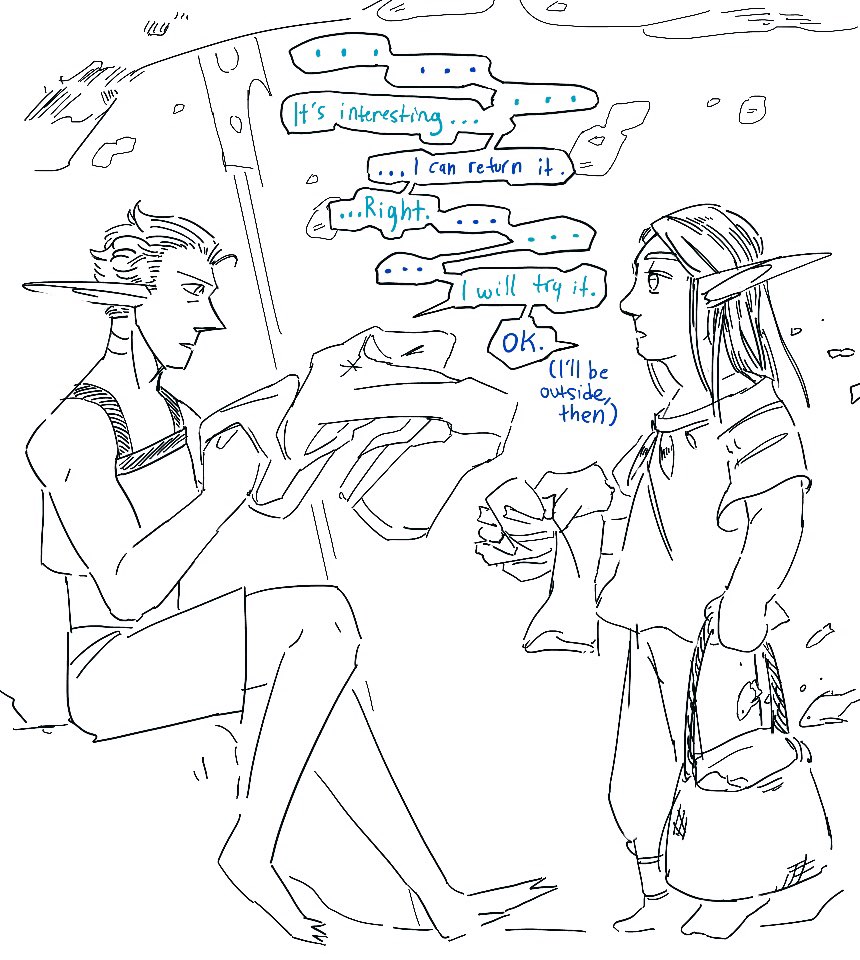 ...
...
...
It's interesting...
...I can return it.
...Right.
...
...
...
I will try it.
OK.
(I'll be
outside,
then)